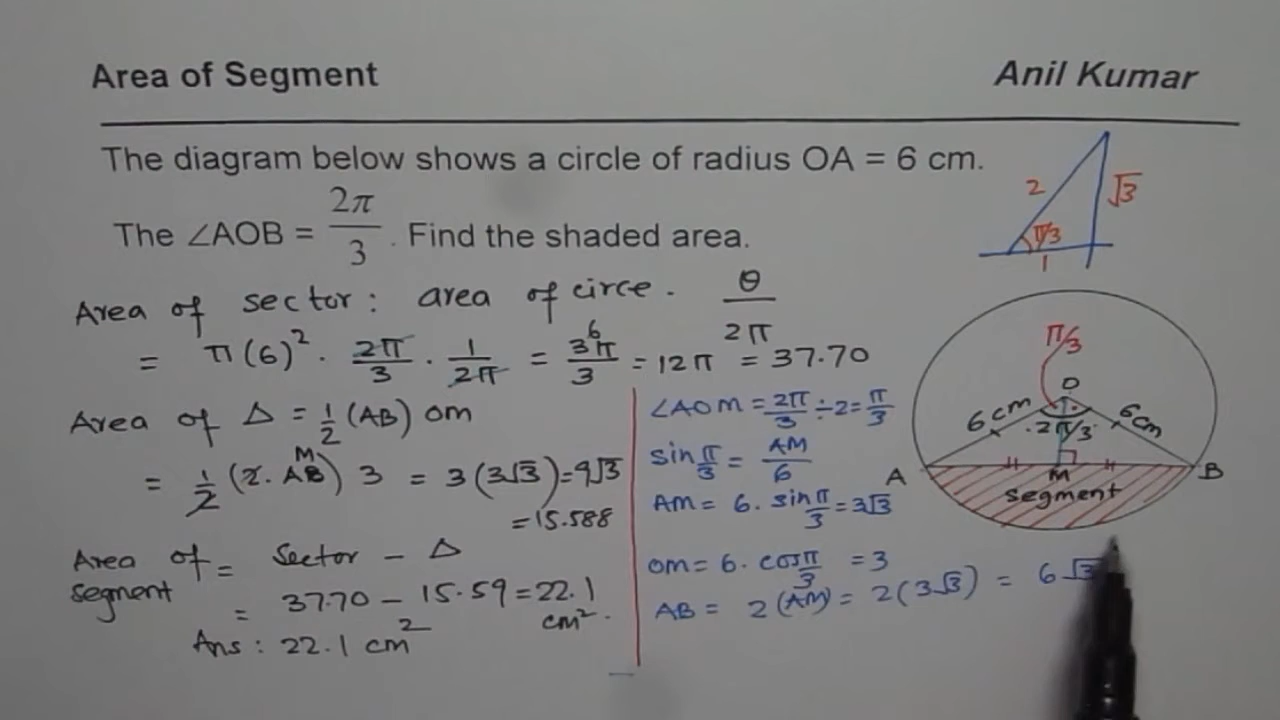 Area of Segment
Anil Kumar
The diagram below shows a circle of radius OA = 6 cm.
The ∠AOB = 2π/3 . Find the shaded area.
Area of sector : area of circe . θ/2π
= π(6)² · 2π/3 · 1/2π = 36π/3 = 12π = 37.70
Area of Δ = 1/2 (AB) OM
= 1/2 (2. AM) 3 = 3(3√3) = 9√3
= 15.588
Area of segment = Sector - Δ
= 37.70 - 15.59 = 22.1 cm².
Ans : 22.1 cm²
∠AOM = 2π/3 ÷ 2 = π/3
sin π/3 = AM/6
AM = 6. sin π/3 = 3√3
OM = 6. cos π/3 = 3
AB = 2(AM) = 2(3√3) = 6√3
2
√3
π/3
1
π/3
O
6cm
6cm
2π/3
A
M
B
segment